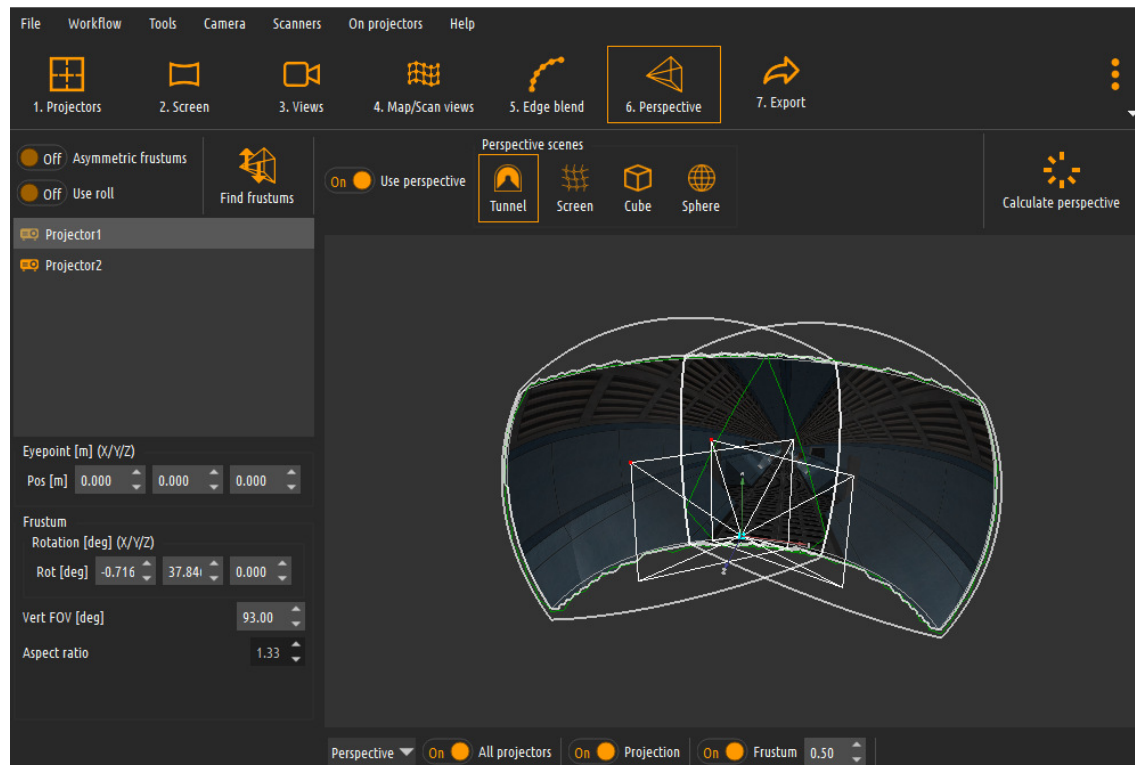 File Workflow Tools Camera Scanners On projectors Help
1. Projectors 2. Screen 3. Views 4. Map/Scan views 5. Edge blend 6. Perspective 7. Export
Off Asymmetric frustums
Off Use roll
Find frustums
On Use perspective
Perspective scenes
Tunnel Screen Cube Sphere
Calculate perspective
Projector1
Projector2
Eyepoint [m] (X/Y/Z)
Pos [m] 0.000 0.000 0.000
Frustum
Rotation [deg] (X/Y/Z)
Rot [deg] -0.716 37.84 0.000
Vert FOV [deg] 93.00
Aspect ratio 1.33
Perspective On All projectors On Projection On Frustum 0.50